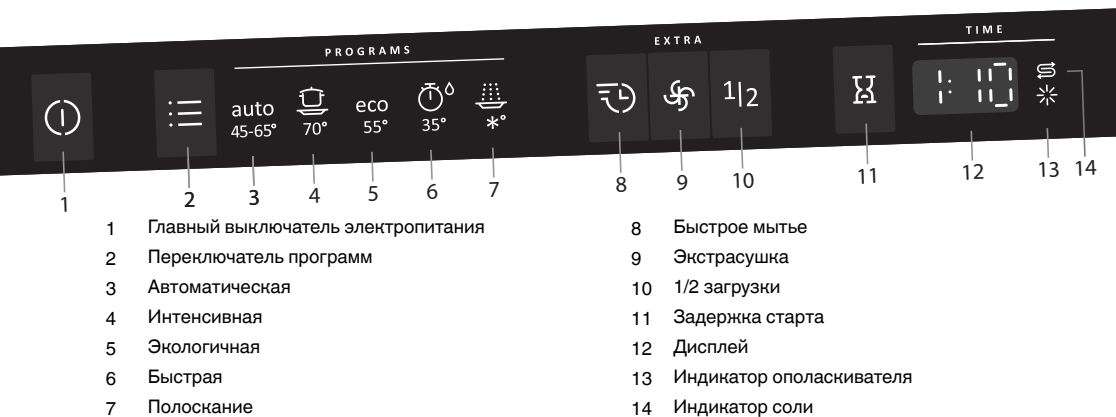 PROGRAMS EXTRA TIME
auto eco 1|2 1:10
45-65° 70° 55° 35° *°
1 2 3 4 5 6 7 8 9 10 11 12 13 14
1 Главный выключатель электропитания
2 Переключатель программ
3 Автоматическая
4 Интенсивная
5 Экологичная
6 Быстрая
7 Полоскание
8 Быстрое мытье
9 Экстрасушка
10 1/2 загрузки
11 Задержка старта
12 Дисплей
13 Индикатор ополаскивателя
14 Индикатор соли